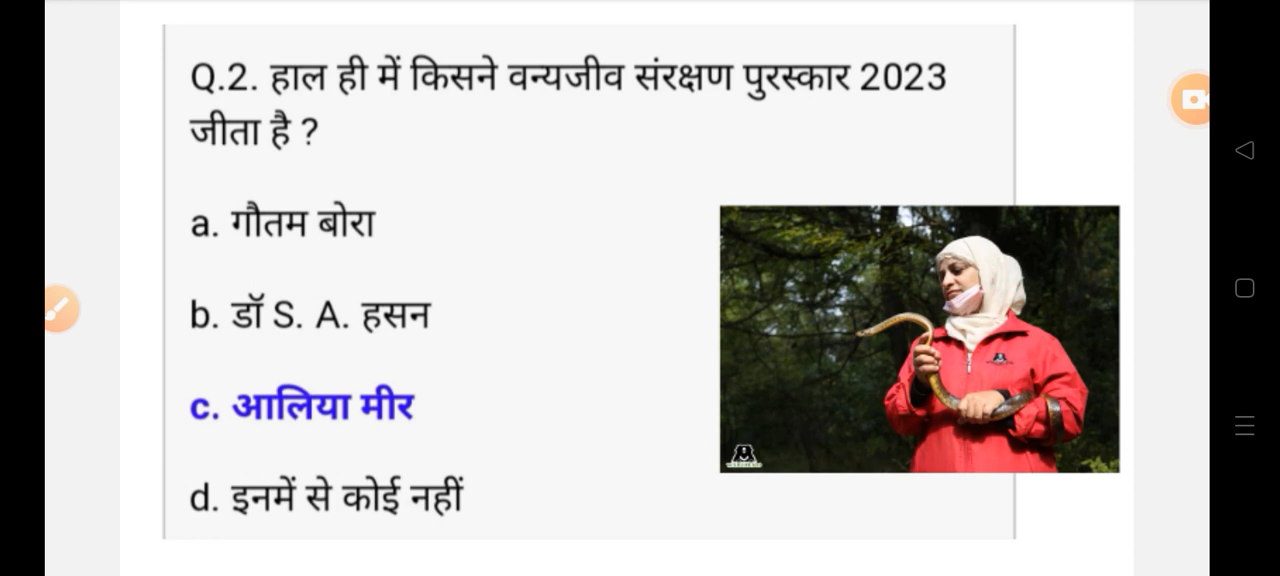 Q.2. हाल ही में किसने वन्यजीव संरक्षण पुरस्कार 2023
जीता है ?
a. गौतम बोरा
b. डॉ S. A. हसन
c. आलिया मीर
d. इनमें से कोई नहीं